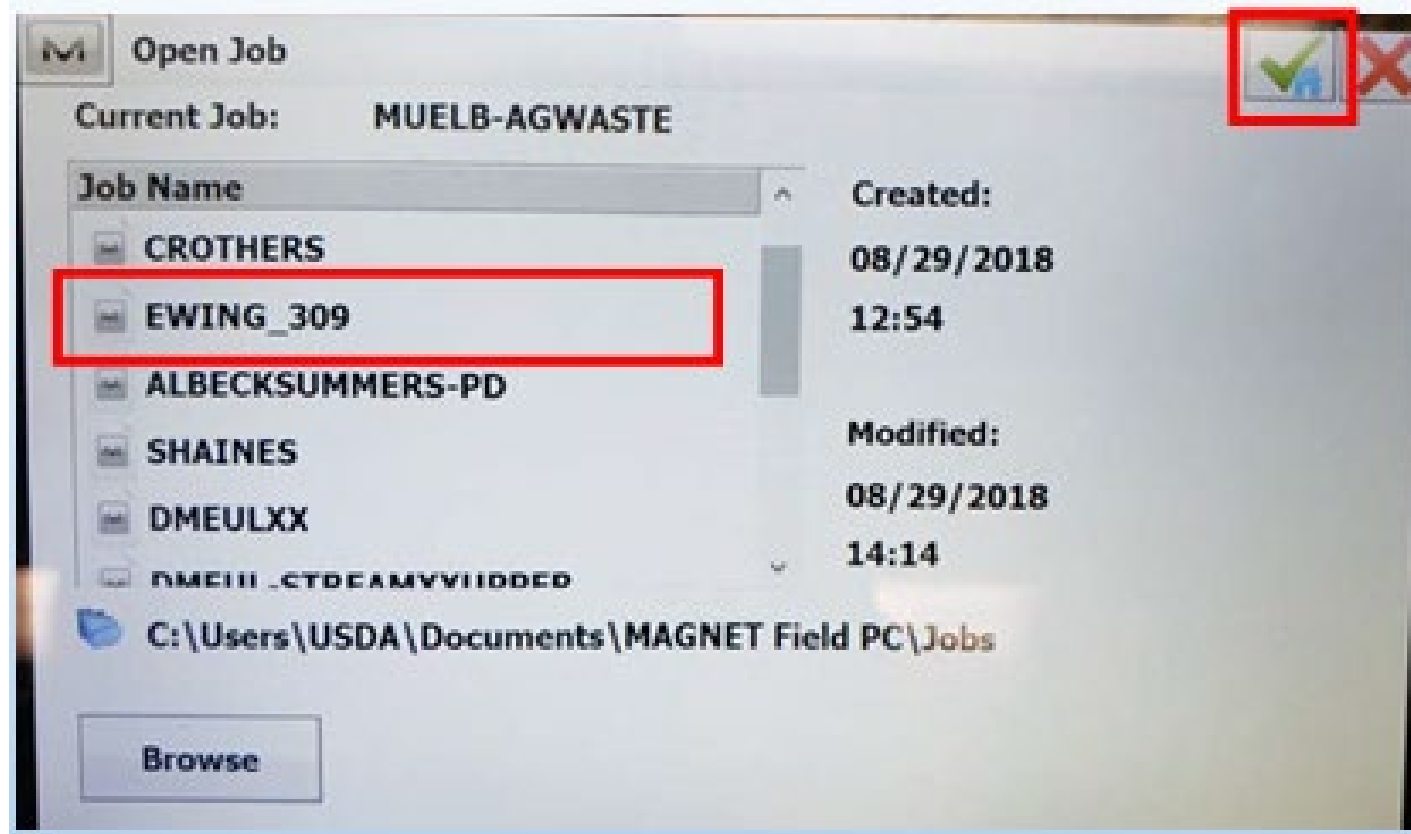 Open Job
Current Job: MUELB-AGWASTE
Job Name
CROTHERS
EWING_309
ALBECKSUMMERS-PD
SHAINES
DMEULXX
C:\Users\USDA\Documents\MAGNET Field PC\Jobs
Browse
Created:
08/29/2018
12:54
Modified:
08/29/2018
14:14